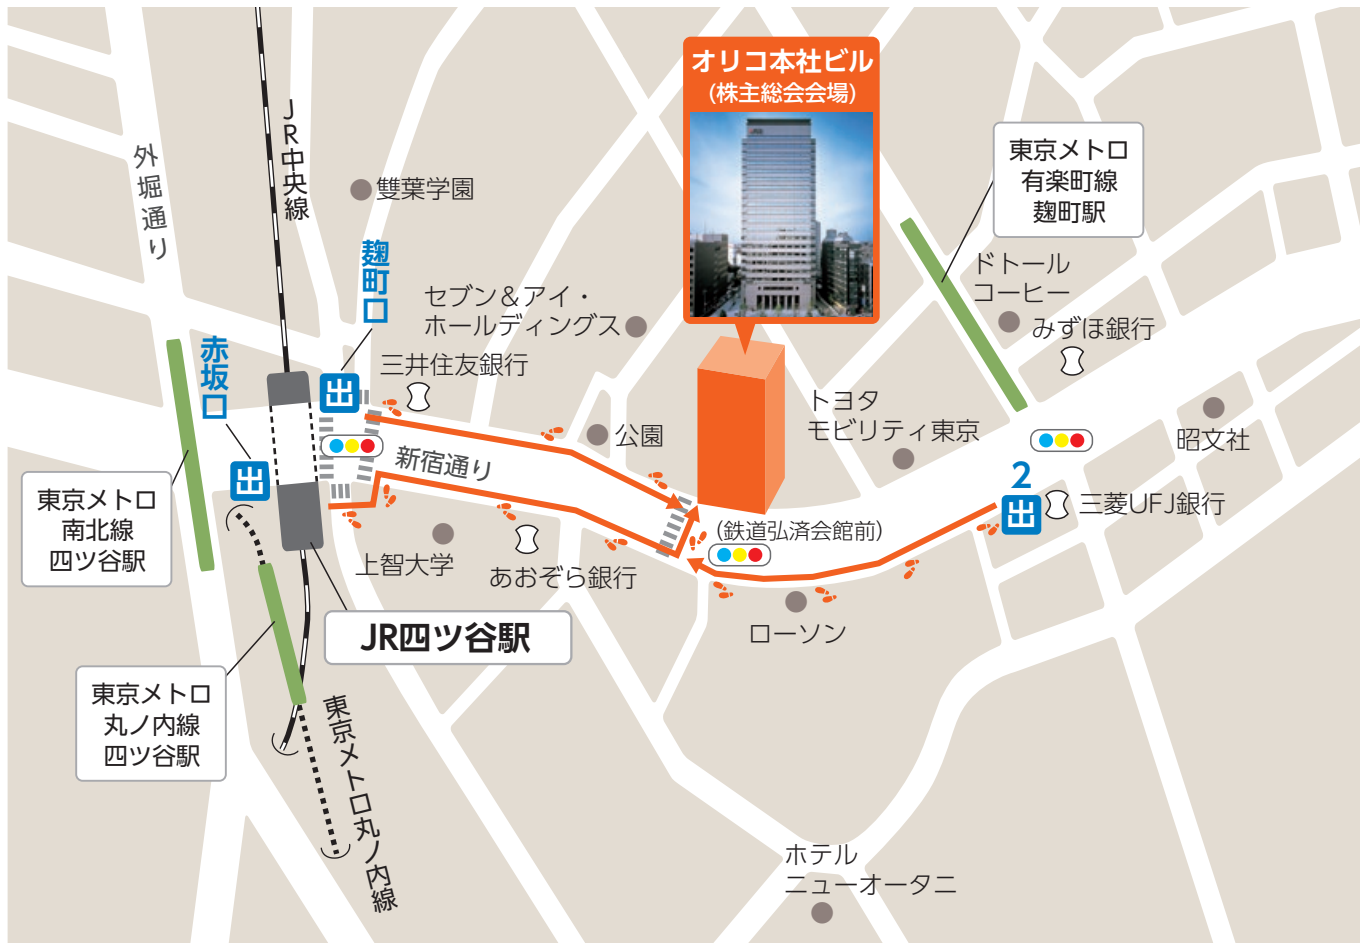 オリコ本社ビル
(株主総会会場)
JR中央線
外堀通り
雙葉学園
東京メトロ
有楽町線
麹町駅
麹町口
セブン＆アイ・
ホールディングス
ドトール
コーヒー
みずほ銀行
赤坂口
出
三井住友銀行
トヨタ
モビリティ東京
公園
昭文社
新宿通り
出
2
出
三菱UFJ銀行
東京メトロ
南北線
四ツ谷駅
(鉄道弘済会館前)
上智大学
あおぞら銀行
ローソン
JR四ツ谷駅
東京メトロ
丸ノ内線
四ツ谷駅
東京メトロ丸ノ内線
ホテル
ニューオータニ